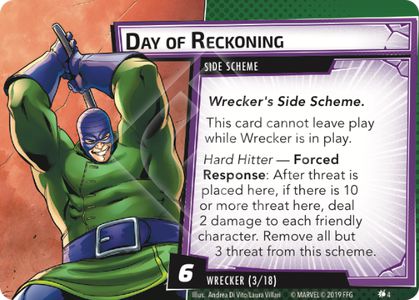 DAY OF RECKONING
SIDE SCHEME
Wrecker's Side Scheme.
This card cannot leave play
while Wrecker is in play.
Hard Hitter — Forced
Response: After threat is
placed here, if there is 10
or more threat here, deal
2 damage to each friendly
character. Remove all but
3 threat from this scheme.
6
WRECKER (3/18)
Illus. Andrea Di Vito/Laura Villari © MARVEL © 2019 FFG 4